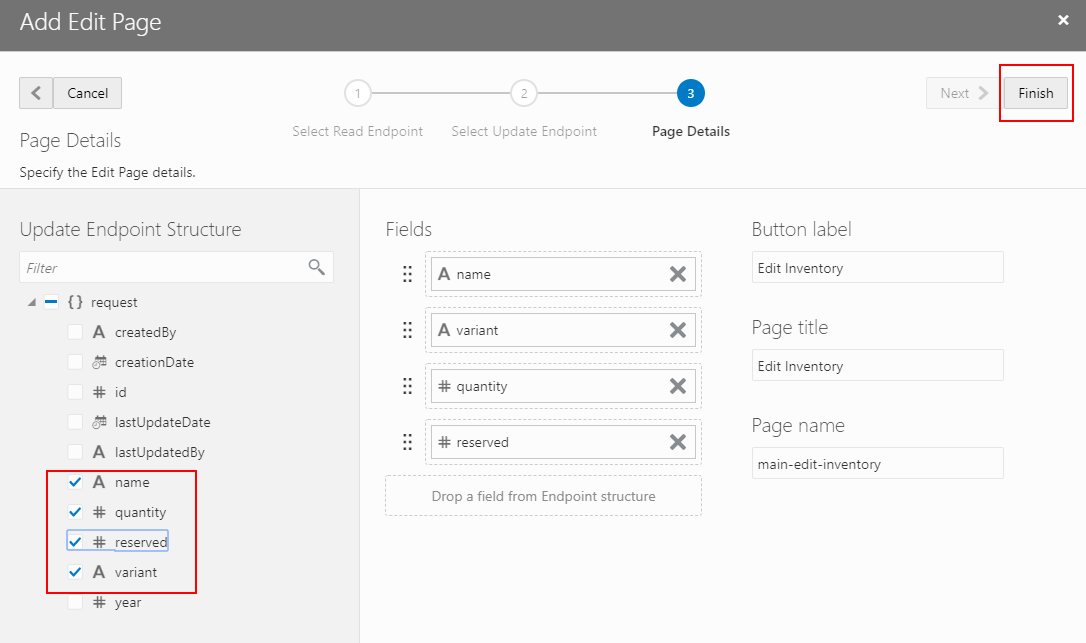 Add Edit Page
Cancel
1
2
3
Next
Finish
Select Read Endpoint
Select Update Endpoint
Page Details
Page Details
Specify the Edit Page details.
Update Endpoint Structure
Filter
{ } request
A createdBy
creationDate
# id
lastUpdateDate
A lastUpdatedBy
A name
# quantity
# reserved
A variant
# year
Fields
A name
A variant
# quantity
# reserved
Drop a field from Endpoint structure
Button label
Edit Inventory
Page title
Edit Inventory
Page name
main-edit-inventory